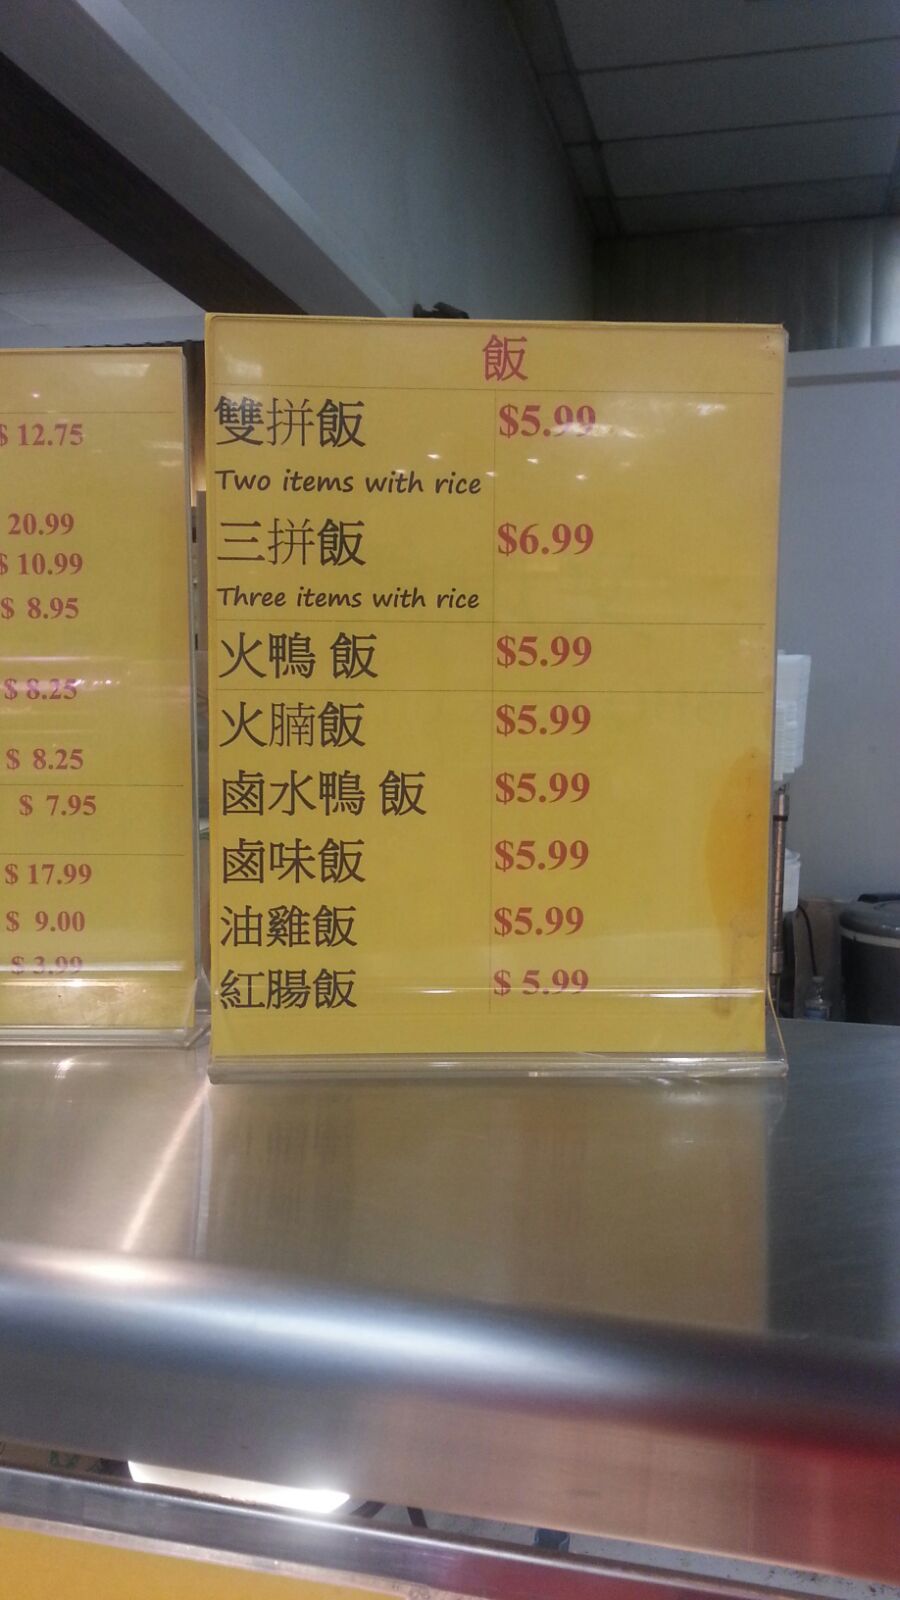 $ 12.75
20.99
$ 10.99
$ 8.95
$ 8.25
$ 8.25
$ 7.95
$ 17.99
$ 9.00
$ 3.99
飯
雙拼飯 $5.99
Two items with rice
三拼飯 $6.99
Three items with rice
火鴨 飯 $5.99
火腩飯 $5.99
鹵水鴨 飯 $5.99
鹵味飯 $5.99
油雞飯 $5.99
紅腸飯 $ 5.99